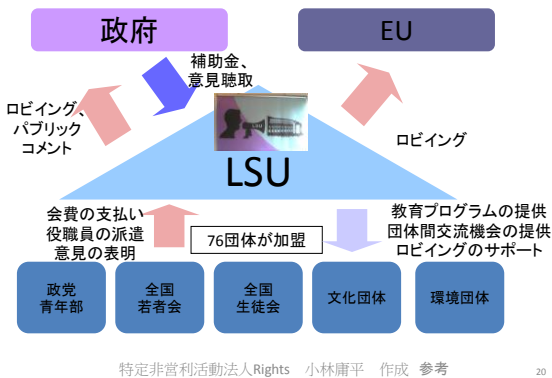 政府
EU
補助金、
意見聴取
ロビイング、
パブリック
コメント
ロビイング
LSU
会費の支払い
役職員の派遣
意見の表明
76団体が加盟
教育プログラムの提供
団体間交流機会の提供
ロビイングのサポート
政党
青年部
全国
若者会
全国
生徒会
文化団体
環境団体
特定非営利活動法人Rights　小林庸平　作成　参考
20